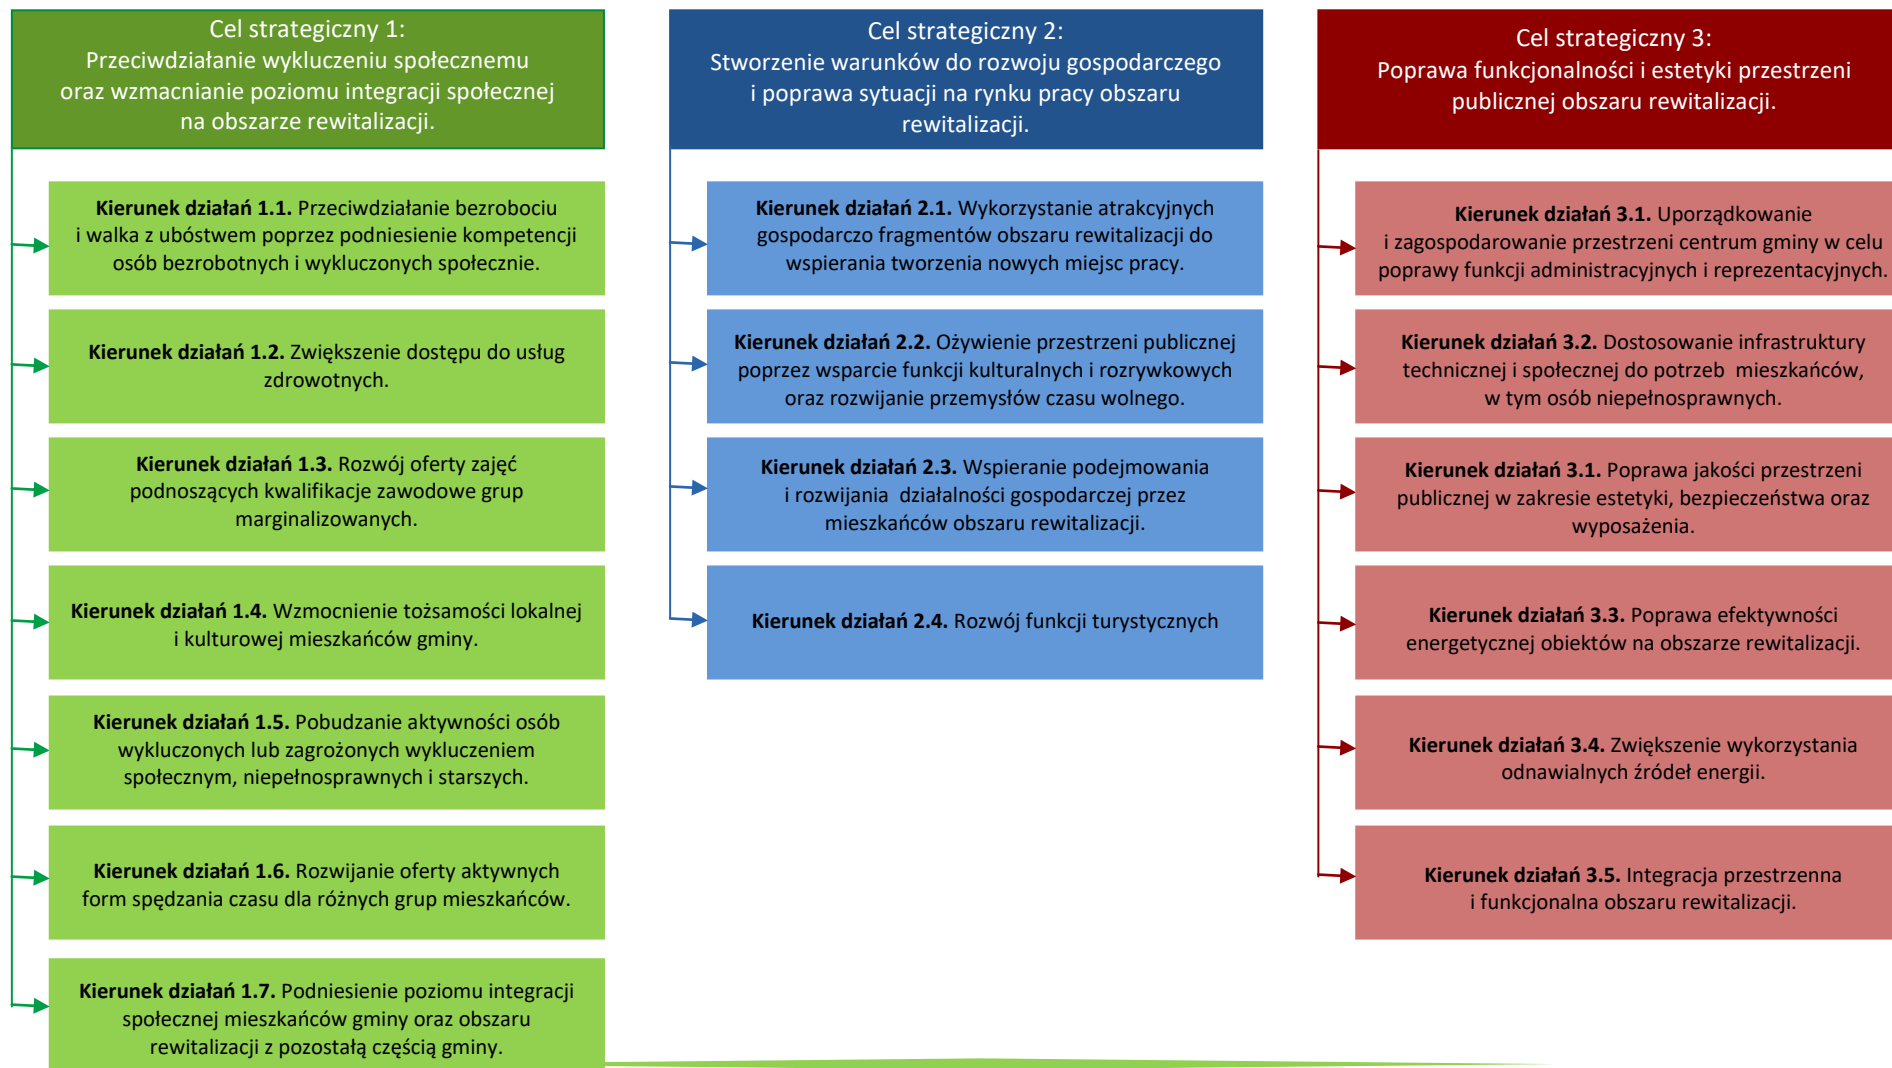 Cel strategiczny 1:
Przeciwdziałanie wykluczeniu społecznemu
oraz wzmacnianie poziomu integracji społecznej
na obszarze rewitalizacji.
Kierunek działań 1.1. Przeciwdziałanie bezrobociu
i walka z ubóstwem poprzez podniesienie kompetencji
osób bezrobotnych i wykluczonych społecznie.
Kierunek działań 1.2. Zwiększenie dostępu do usług
zdrowotnych.
Kierunek działań 1.3. Rozwój oferty zajęć
podnoszących kwalifikacje zawodowe grup
marginalizowanych.
Kierunek działań 1.4. Wzmocnienie tożsamości lokalnej
i kulturowej mieszkańców gminy.
Kierunek działań 1.5. Pobudzanie aktywności osób
wykluczonych lub zagrożonych wykluczeniem
społecznym, niepełnosprawnych i starszych.
Kierunek działań 1.6. Rozwijanie oferty aktywnych
form spędzania czasu dla różnych grup mieszkańców.
Kierunek działań 1.7. Podniesienie poziomu integracji
społecznej mieszkańców gminy oraz obszaru
rewitalizacji z pozostałą częścią gminy.
Cel strategiczny 2:
Stworzenie warunków do rozwoju gospodarczego
i poprawa sytuacji na rynku pracy obszaru
rewitalizacji.
Kierunek działań 2.1. Wykorzystanie atrakcyjnych
gospodarczo fragmentów obszaru rewitalizacji do
wspierania tworzenia nowych miejsc pracy.
Kierunek działań 2.2. Ożywienie przestrzeni publicznej
poprzez wsparcie funkcji kulturalnych i rozrywkowych
oraz rozwijanie przemysłów czasu wolnego.
Kierunek działań 2.3. Wspieranie podejmowania
i rozwijania działalności gospodarczej przez
mieszkańców obszaru rewitalizacji.
Kierunek działań 2.4. Rozwój funkcji turystycznych
Cel strategiczny 3:
Poprawa funkcjonalności i estetyki przestrzeni
publicznej obszaru rewitalizacji.
Kierunek działań 3.1. Uporządkowanie
i zagospodarowanie przestrzeni centrum gminy w celu
poprawy funkcji administracyjnych i reprezentacyjnych.
Kierunek działań 3.2. Dostosowanie infrastruktury
technicznej i społecznej do potrzeb mieszkańców,
w tym osób niepełnosprawnych.
Kierunek działań 3.1. Poprawa jakości przestrzeni
publicznej w zakresie estetyki, bezpieczeństwa oraz
wyposażenia.
Kierunek działań 3.3. Poprawa efektywności
energetycznej obiektów na obszarze rewitalizacji.
Kierunek działań 3.4. Zwiększenie wykorzystania
odnawialnych źródeł energii.
Kierunek działań 3.5. Integracja przestrzenna
i funkcjonalna obszaru rewitalizacji.